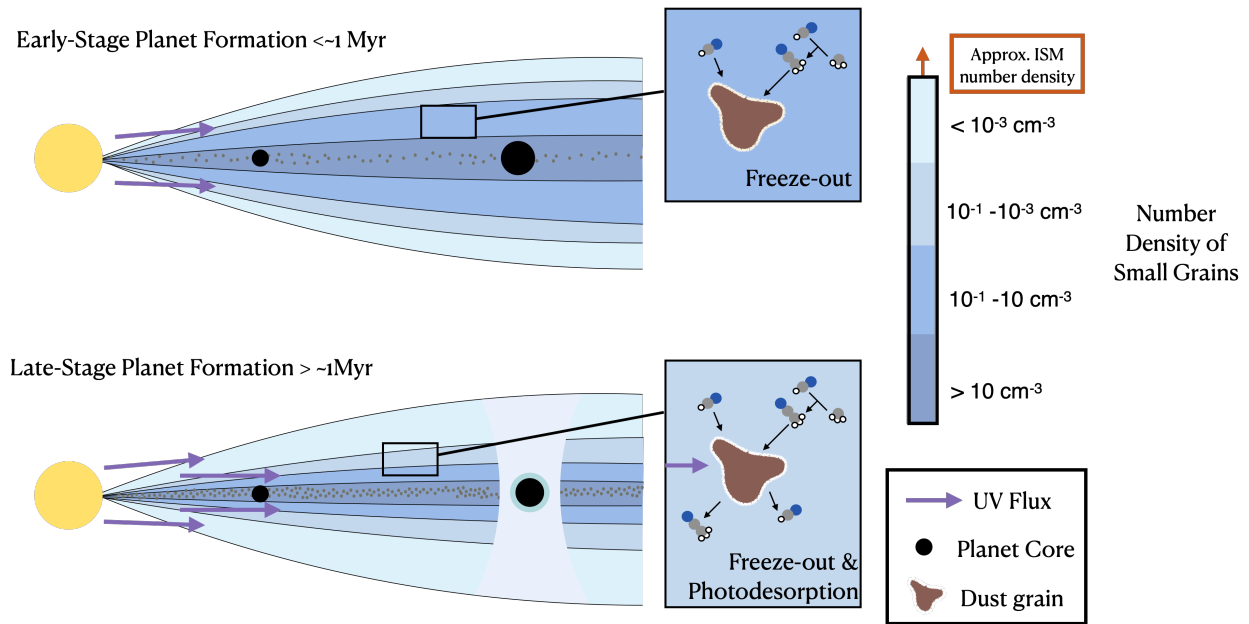 Early-Stage Planet Formation <~1 Myr
Freeze-out
Approx. ISM
number density
< 10⁻³ cm⁻³
10⁻¹ -10⁻³ cm⁻³
10⁻¹ -10 cm⁻³
> 10 cm⁻³
Number
Density of
Small Grains
Late-Stage Planet Formation > ~1Myr
Freeze-out &
Photodesorption
UV Flux
Planet Core
Dust grain